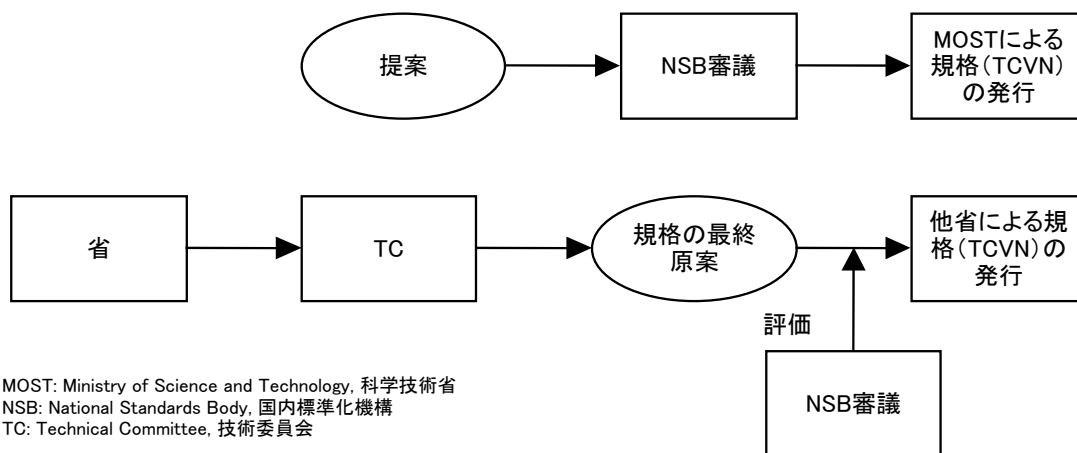 提案
NSB審議
MOSTによる
規格（TCVN）
の発行
省
TC
規格の最終
原案
他省による規
格（TCVN）の
発行
評価
NSB審議
MOST: Ministry of Science and Technology, 科学技術省
NSB: National Standards Body, 国内標準化機構
TC: Technical Committee, 技術委員会